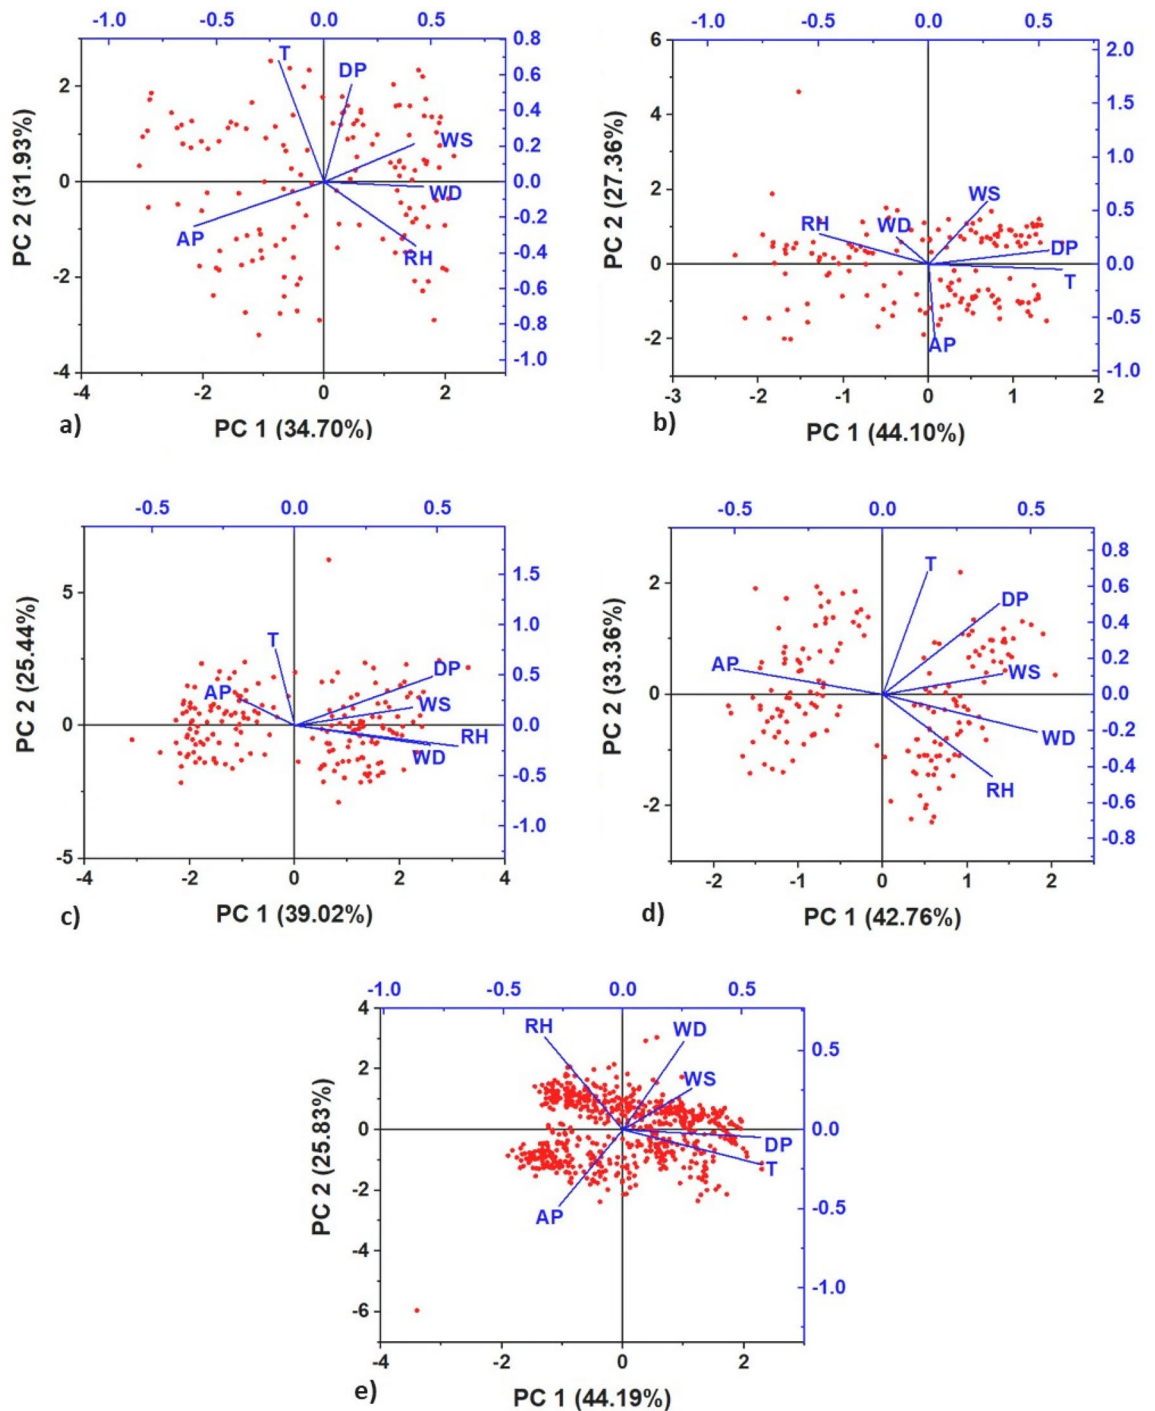 -1.0 -0.5 0.0 0.5
0.8
0.6
0.4
0.2
0.0
-0.2
-0.4
-0.6
-0.8
-1.0
2
0
-2
-4
PC 2 (31.93%)
T
DP
WS
WD
RH
AP
-4 -2 0 2
a)
PC 1 (34.70%)
-1.0 -0.5 0.0 0.5
6
4
2
0
-2
PC 2 (27.36%)
2.0
1.5
1.0
0.5
0.0
-0.5
-1.0
WS
RH
WD
DP
T
AP
-3 -2 -1 0 1 2
b)
PC 1 (44.10%)
-0.5 0.0 0.5
5
0
-5
PC 2 (25.44%)
1.5
1.0
0.5
0.0
-0.5
-1.0
T
DP
AP
WS
RH
WD
-4 -2 0 2 4
c)
PC 1 (39.02%)
-0.5 0.0 0.5
2
0
-2
PC 2 (33.36%)
0.8
0.6
0.4
0.2
0.0
-0.2
-0.4
-0.6
-0.8
T
DP
AP
WS
WD
RH
-2 -1 0 1 2
d)
PC 1 (42.76%)
-1.0 -0.5 0.0 0.5
4
2
0
-2
-4
-6
PC 2 (25.83%)
0.5
0.0
-0.5
-1.0
RH
WD
WS
DP
T
AP
-4 -2 0 2
e)
PC 1 (44.19%)